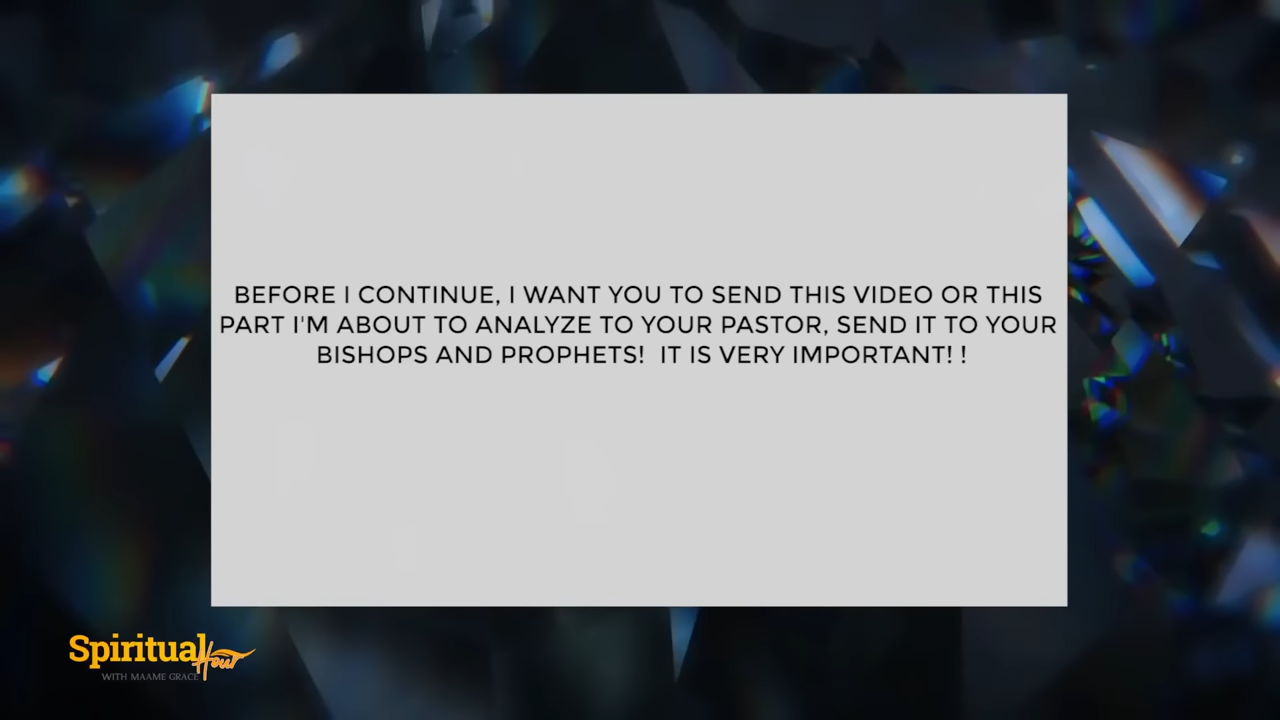 BEFORE I CONTINUE, I WANT YOU TO SEND THIS VIDEO OR THIS
PART I'M ABOUT TO ANALYZE TO YOUR PASTOR, SEND IT TO YOUR
BISHOPS AND PROPHETS!  IT IS VERY IMPORTANT! !
Spiritual Hour
WITH MAAME GRACE